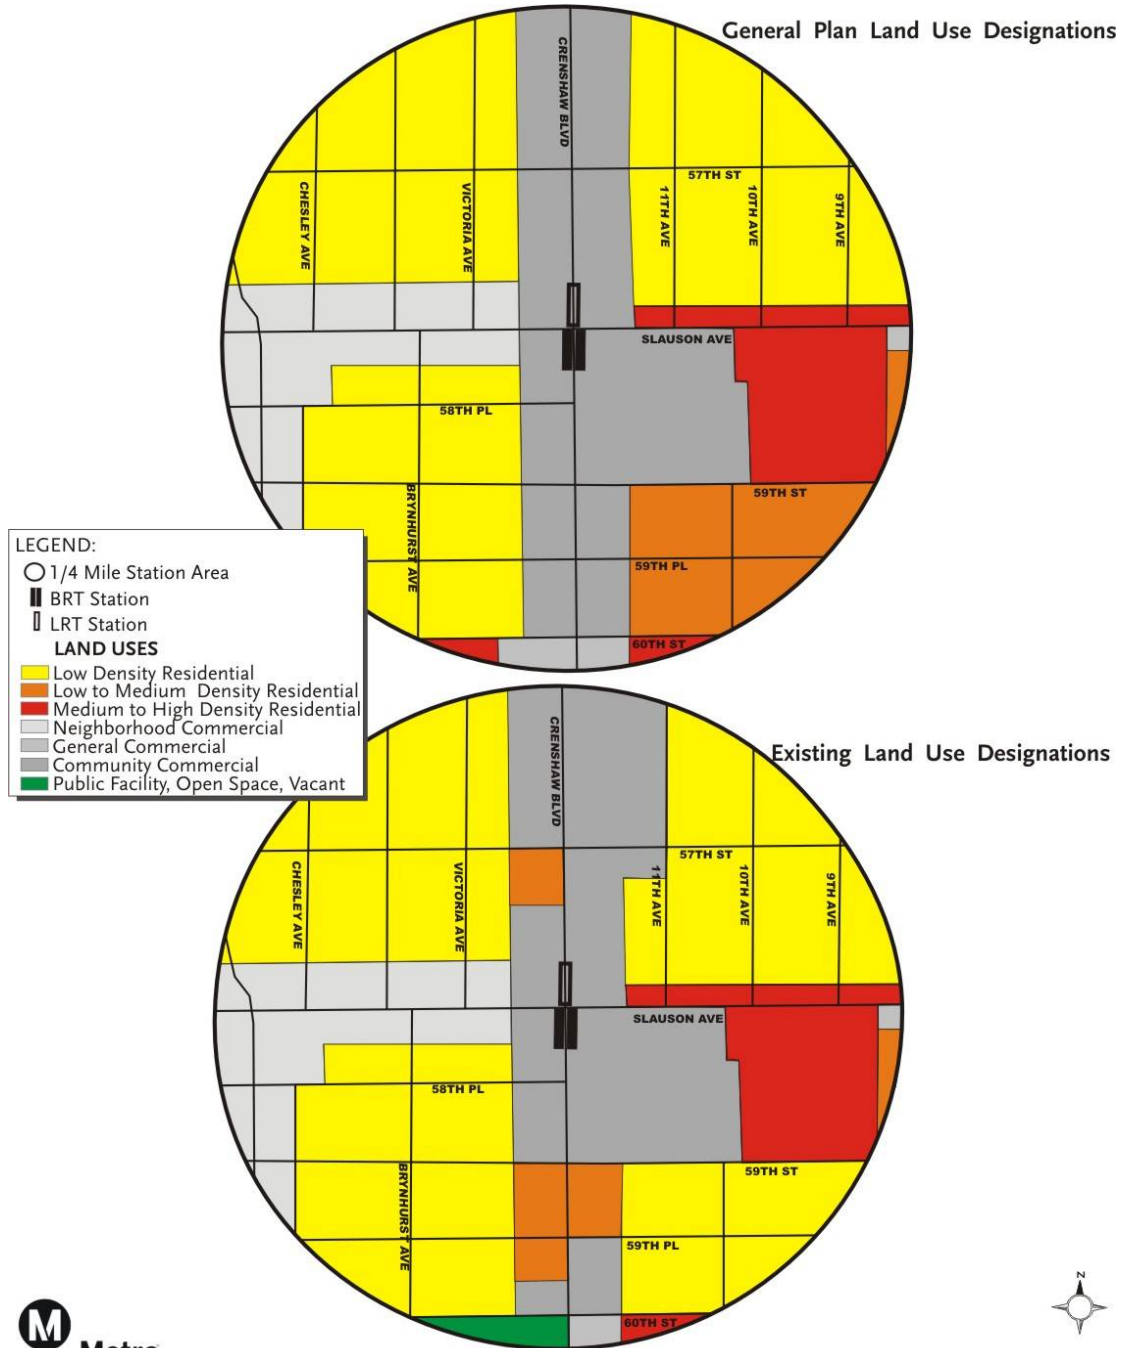 General Plan Land Use Designations
CRENSHAW BLVD
57TH ST
CHESLEY AVE
VICTORIA AVE
11TH AVE
10TH AVE
9TH AVE
SLAUSON AVE
58TH PL
BRYNHURST AVE
59TH ST
59TH PL
60TH ST
LEGEND:
1/4 Mile Station Area
BRT Station
LRT Station
LAND USES
Low Density Residential
Low to Medium Density Residential
Medium to High Density Residential
Neighborhood Commercial
General Commercial
Community Commercial
Public Facility, Open Space, Vacant
Existing Land Use Designations
CRENSHAW BLVD
57TH ST
CHESLEY AVE
VICTORIA AVE
11TH AVE
10TH AVE
9TH AVE
SLAUSON AVE
58TH PL
BRYNHURST AVE
59TH ST
59TH PL
60TH ST
N
M
Metro